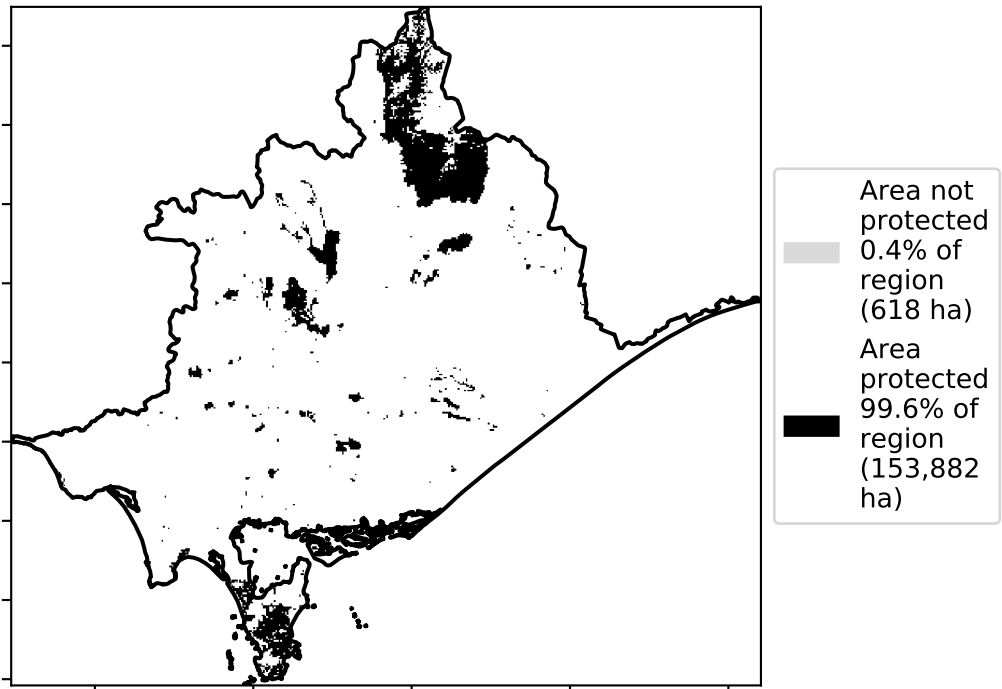 Area not
protected
0.4% of
region
(618 ha)
Area
protected
99.6% of
region
(153,882
ha)